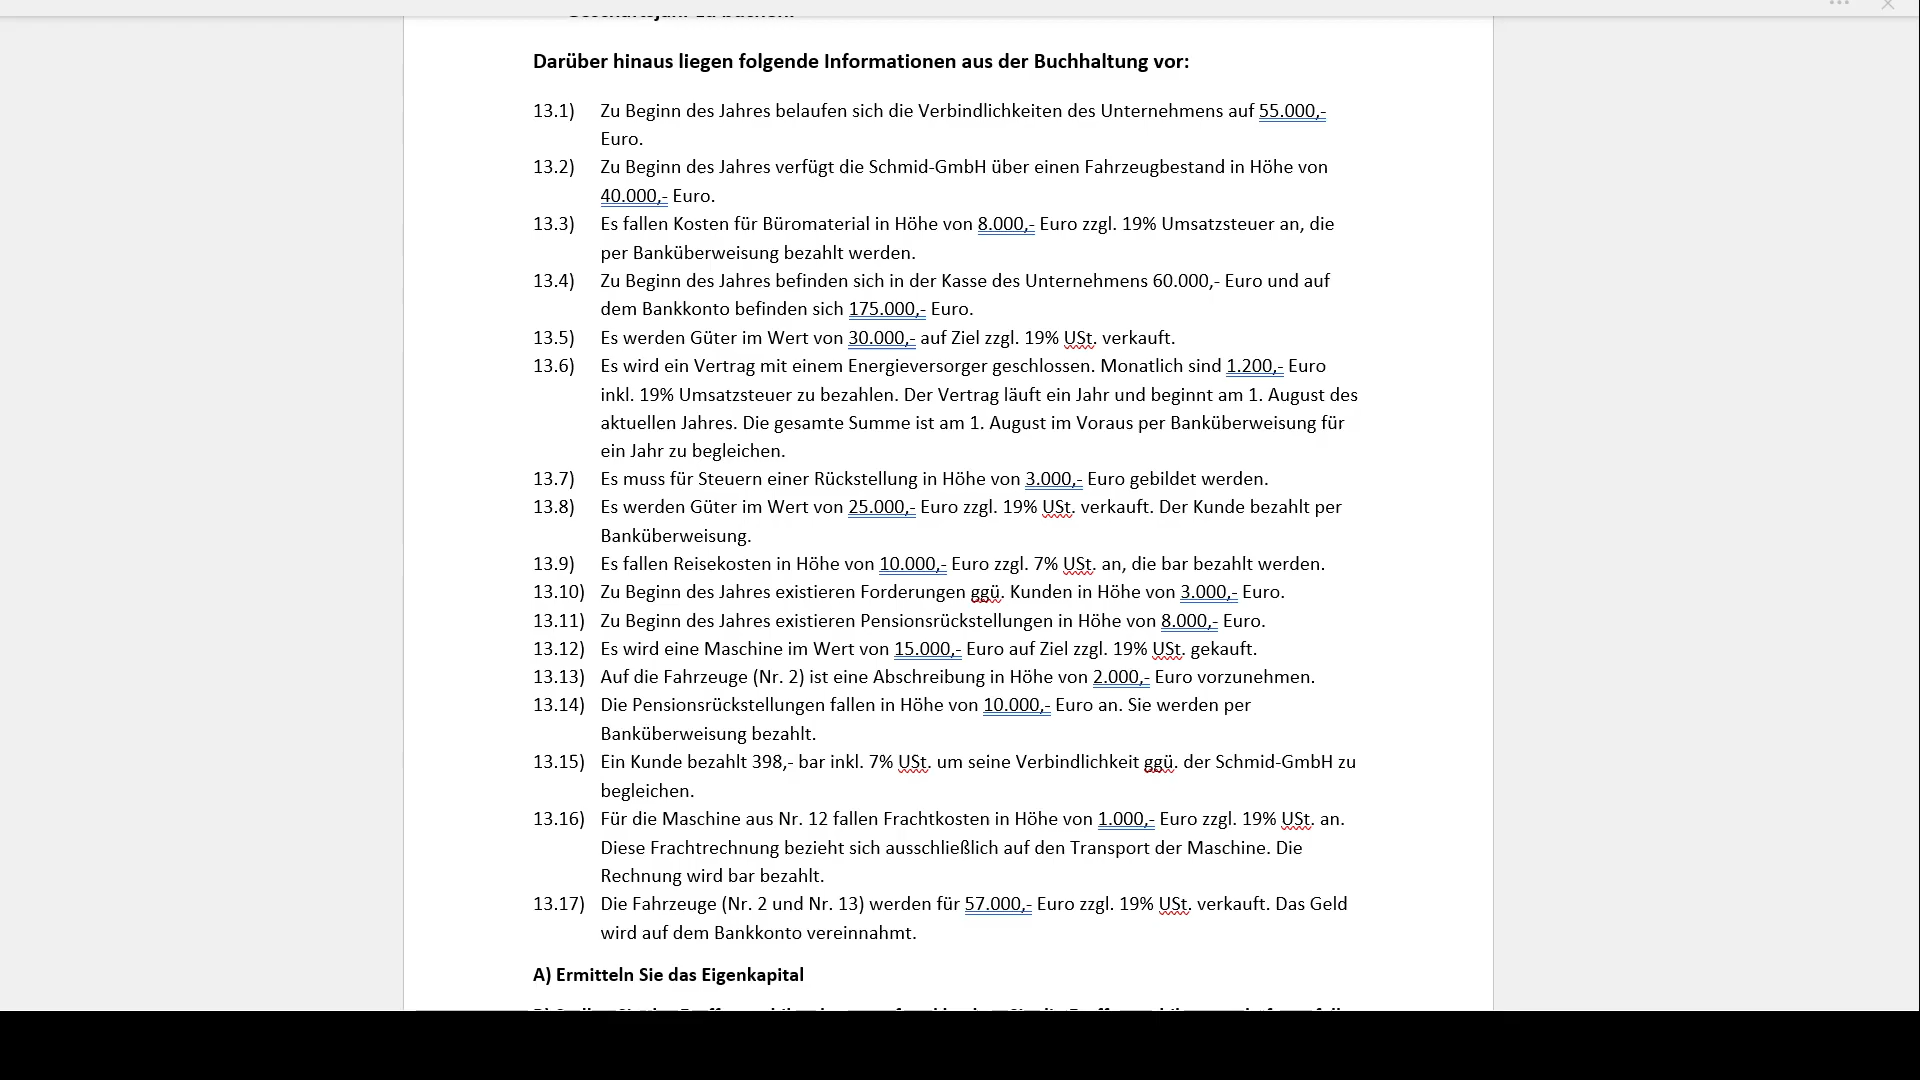 Geschäftsjahr zu buchen.
Darüber hinaus liegen folgende Informationen aus der Buchhaltung vor:
13.1) Zu Beginn des Jahres belaufen sich die Verbindlichkeiten des Unternehmens auf 55.000,-
Euro.
13.2) Zu Beginn des Jahres verfügt die Schmid-GmbH über einen Fahrzeugbestand in Höhe von
40.000,- Euro.
13.3) Es fallen Kosten für Büromaterial in Höhe von 8.000,- Euro zzgl. 19% Umsatzsteuer an, die
per Banküberweisung bezahlt werden.
13.4) Zu Beginn des Jahres befinden sich in der Kasse des Unternehmens 60.000,- Euro und auf
dem Bankkonto befinden sich 175.000,- Euro.
13.5) Es werden Güter im Wert von 30.000,- auf Ziel zzgl. 19% USt. verkauft.
13.6) Es wird ein Vertrag mit einem Energieversorger geschlossen. Monatlich sind 1.200,- Euro
inkl. 19% Umsatzsteuer zu bezahlen. Der Vertrag läuft ein Jahr und beginnt am 1. August des
aktuellen Jahres. Die gesamte Summe ist am 1. August im Voraus per Banküberweisung für
ein Jahr zu begleichen.
13.7) Es muss für Steuern einer Rückstellung in Höhe von 3.000,- Euro gebildet werden.
13.8) Es werden Güter im Wert von 25.000,- Euro zzgl. 19% USt. verkauft. Der Kunde bezahlt per
Banküberweisung.
13.9) Es fallen Reisekosten in Höhe von 10.000,- Euro zzgl. 7% USt. an, die bar bezahlt werden.
13.10) Zu Beginn des Jahres existieren Forderungen ggü. Kunden in Höhe von 3.000,- Euro.
13.11) Zu Beginn des Jahres existieren Pensionsrückstellungen in Höhe von 8.000,- Euro.
13.12) Es wird eine Maschine im Wert von 15.000,- Euro auf Ziel zzgl. 19% USt. gekauft.
13.13) Auf die Fahrzeuge (Nr. 2) ist eine Abschreibung in Höhe von 2.000,- Euro vorzunehmen.
13.14) Die Pensionsrückstellungen fallen in Höhe von 10.000,- Euro an. Sie werden per
Banküberweisung bezahlt.
13.15) Ein Kunde bezahlt 398,- bar inkl. 7% USt. um seine Verbindlichkeit ggü. der Schmid-GmbH zu
begleichen.
13.16) Für die Maschine aus Nr. 12 fallen Frachtkosten in Höhe von 1.000,- Euro zzgl. 19% USt. an.
Diese Frachtrechnung bezieht sich ausschließlich auf den Transport der Maschine. Die
Rechnung wird bar bezahlt.
13.17) Die Fahrzeuge (Nr. 2 und Nr. 13) werden für 57.000,- Euro zzgl. 19% USt. verkauft. Das Geld
wird auf dem Bankkonto vereinnahmt.
A) Ermitteln Sie das Eigenkapital